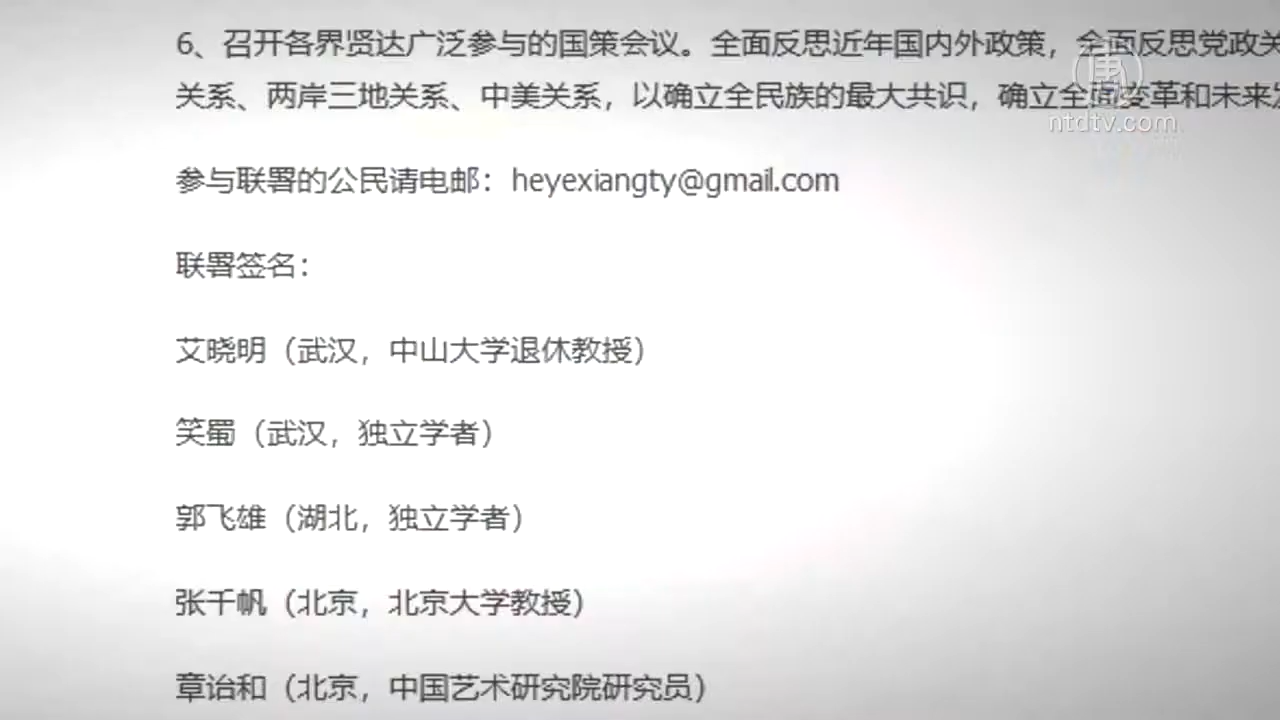 6、召开各界贤达广泛参与的国策会议。全面反思近年国内外政策，全面反思党政关
关系、两岸三地关系、中美关系，以确立全民族的最大共识，确立全面变革和未来发
ntdtv.com
参与联署的公民请电邮：heyexiangty@gmail.com
联署签名：
艾晓明（武汉，中山大学退休教授）
笑蜀（武汉，独立学者）
郭飞雄（湖北，独立学者）
张千帆（北京，北京大学教授）
章诒和（北京，中国艺术研究院研究员）